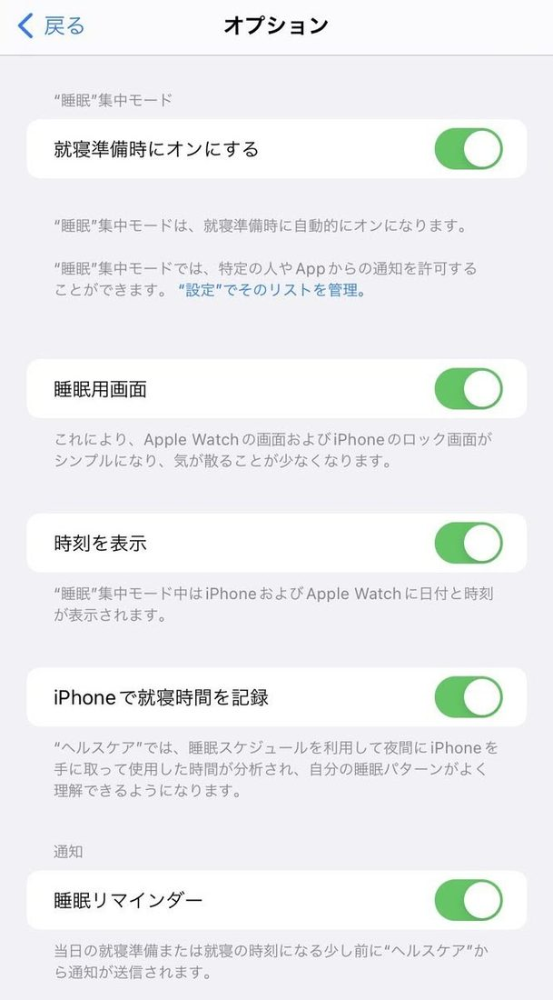 戻る
オプション
“睡眠”集中モード
就寝準備時にオンにする
“睡眠”集中モードは、就寝準備時に自動的にオンになります。
“睡眠”集中モードでは、特定の人やAppからの通知を許可する
ことができます。 “設定”でそのリストを管理。
睡眠用画面
これにより、Apple Watchの画面およびiPhoneのロック画面が
シンプルになり、気が散ることが少なくなります。
時刻を表示
“睡眠”集中モード中はiPhoneおよびApple Watchに日付と時刻
が表示されます。
iPhoneで就寝時間を記録
“ヘルスケア”では、睡眠スケジュールを利用して夜間にiPhoneを
手に取って使用した時間が分析され、自分の睡眠パターンがよく
理解できるようになります。
通知
睡眠リマインダー
当日の就寝準備または就寝の時刻になる少し前に“ヘルスケア”か
ら通知が送信されます。